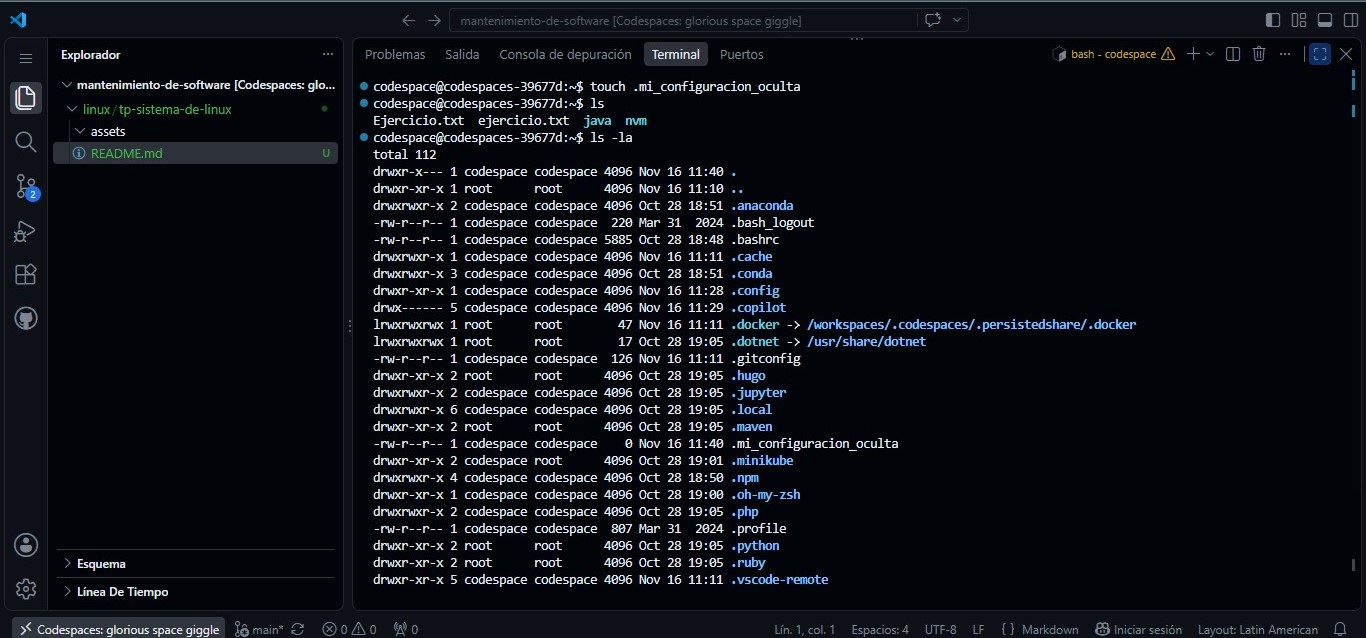 mantenimiento-de-software [Codespaces: glorious space giggle]
Explorador
mantenimiento-de-software [Codespaces: glorious space giggle] glo...
linux / tp-sistema-de-linux
assets
README.md U
2
Esquema
Línea De Tiempo
Problemas Salida Consola de depuración Terminal Puertos
bash - codespace
codespace@codespaces-39677d:~$ touch .mi_configuracion_oculta
codespace@codespaces-39677d:~$ ls
Ejercicio.txt ejercicio.txt java nvm
codespace@codespaces-39677d:~$ ls -la
total 112
drwxr-x--- 1 codespace codespace 4096 Nov 16 11:40 .
drwxr-xr-x 1 root root 4096 Nov 16 11:10 ..
drwxrwxr-x 2 codespace codespace 4096 Oct 28 18:51 .anaconda
-rw-r--r-- 1 codespace codespace 220 Mar 31 2024 .bash_logout
-rw-r--r-- 1 codespace codespace 5885 Oct 28 18:48 .bashrc
drwxrwxr-x 1 codespace codespace 4096 Nov 16 11:11 .cache
drwxrwxr-x 3 codespace codespace 4096 Oct 28 18:51 .conda
drwxr-xr-x 1 codespace codespace 4096 Nov 16 11:28 .config
drwx------ 5 codespace codespace 4096 Nov 16 11:29 .copilot
lrwxrwxrwx 1 root root 47 Nov 16 11:11 .docker -> /workspaces/.codespaces/.persistedshare/.docker
lrwxrwxrwx 1 root root 17 Oct 28 19:05 .dotnet -> /usr/share/dotnet
-rw-r--r-- 1 codespace codespace 126 Nov 16 11:11 .gitconfig
drwxr-xr-x 2 root root 4096 Oct 28 19:05 .hugo
drwxrwxr-x 2 codespace codespace 4096 Oct 28 19:05 .jupyter
drwxrwxr-x 6 codespace codespace 4096 Oct 28 19:05 .local
drwxr-xr-x 2 root root 4096 Oct 28 19:05 .maven
-rw-r--r-- 1 codespace codespace 0 Nov 16 11:40 .mi_configuracion_oculta
drwxr-xr-x 2 codespace root 4096 Oct 28 19:01 .minikube
drwxrwxr-x 4 codespace codespace 4096 Oct 28 18:50 .npm
drwxr-xr-x 1 codespace codespace 4096 Oct 28 19:00 .oh-my-zsh
drwxrwxr-x 2 codespace root 4096 Oct 28 19:05 .php
-rw-r--r-- 1 codespace codespace 807 Mar 31 2024 .profile
drwxr-xr-x 2 root root 4096 Oct 28 19:05 .python
drwxr-xr-x 2 root root 4096 Oct 28 19:05 .ruby
drwxr-xr-x 5 codespace codespace 4096 Nov 16 11:11 .vscode-remote
Codespaces: glorious space giggle main* 0 0 0 Lín. 1, col. 1 Espacios: 4 UTF-8 LF { } Markdown Iniciar sesión Layout: Latin American